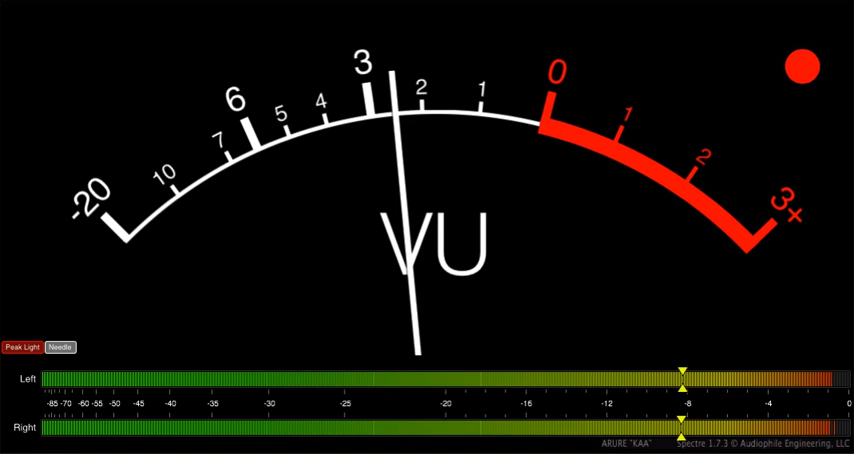 -20 10 7 6 5 4 3 2 1 0 1 2 3+
VU
Peak Light Needle
Left
-85 -70 -60 -55 -50 -45 -40 -35 -30 -25 -20 -16 -12 -8 -4 0
Right
ARURE "KAA" Spectre 1.7.3 © Audiophile Engineering, LLC